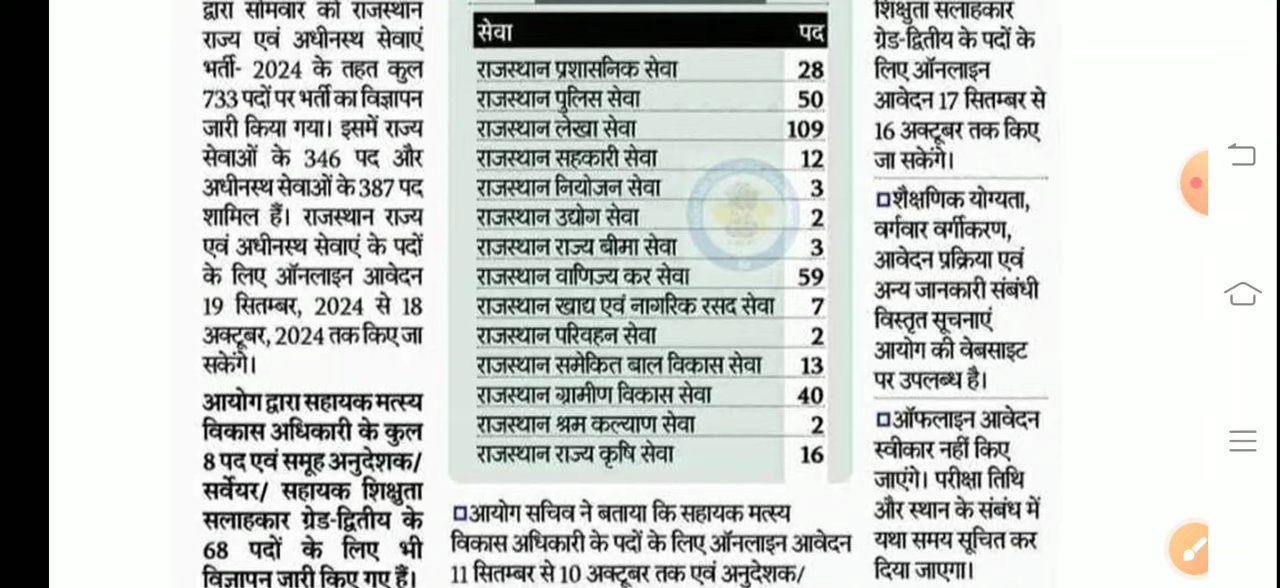 द्वारा सोमवार को राजस्थान
राज्य एवं अधीनस्थ सेवाएं
भर्ती- 2024 के तहत कुल
733 पदों पर भर्ती का विज्ञापन
जारी किया गया। इसमें राज्य
सेवाओं के 346 पद और
अधीनस्थ सेवाओं के 387 पद
शामिल हैं। राजस्थान राज्य
एवं अधीनस्थ सेवाएं के पदों
के लिए ऑनलाइन आवेदन
19 सितम्बर, 2024 से 18
अक्टूबर, 2024 तक किए जा
सकेंगे।
आयोग द्वारा सहायक मत्स्य
विकास अधिकारी के कुल
8 पद एवं समूह अनुदेशक/
सर्वेयर/ सहायक शिक्षुता
सलाहकार ग्रेड-द्वितीय के
68 पदों के लिए भी
विज्ञापन जारी किए गए हैं।
सेवा पद
राजस्थान प्रशासनिक सेवा 28
राजस्थान पुलिस सेवा 50
राजस्थान लेखा सेवा 109
राजस्थान सहकारी सेवा 12
राजस्थान नियोजन सेवा 3
राजस्थान उद्योग सेवा 2
राजस्थान राज्य बीमा सेवा 3
राजस्थान वाणिज्य कर सेवा 59
राजस्थान खाद्य एवं नागरिक रसद सेवा 7
राजस्थान परिवहन सेवा 2
राजस्थान समेकित बाल विकास सेवा 13
राजस्थान ग्रामीण विकास सेवा 40
राजस्थान श्रम कल्याण सेवा 2
राजस्थान राज्य कृषि सेवा 16
आयोग सचिव ने बताया कि सहायक मत्स्य
विकास अधिकारी के पदों के लिए ऑनलाइन आवेदन
11 सितम्बर से 10 अक्टूबर तक एवं अनुदेशक/
शिक्षुता सलाहकार
ग्रेड-द्वितीय के पदों के
लिए ऑनलाइन
आवेदन 17 सितम्बर से
16 अक्टूबर तक किए
जा सकेंगे।
शैक्षणिक योग्यता,
वर्गवार वर्गीकरण,
आवेदन प्रक्रिया एवं
अन्य जानकारी संबंधी
विस्तृत सूचनाएं
आयोग की वेबसाइट
पर उपलब्ध है।
ऑफलाइन आवेदन
स्वीकार नहीं किए
जाएंगे। परीक्षा तिथि
और स्थान के संबंध में
यथा समय सूचित कर
दिया जाएगा।